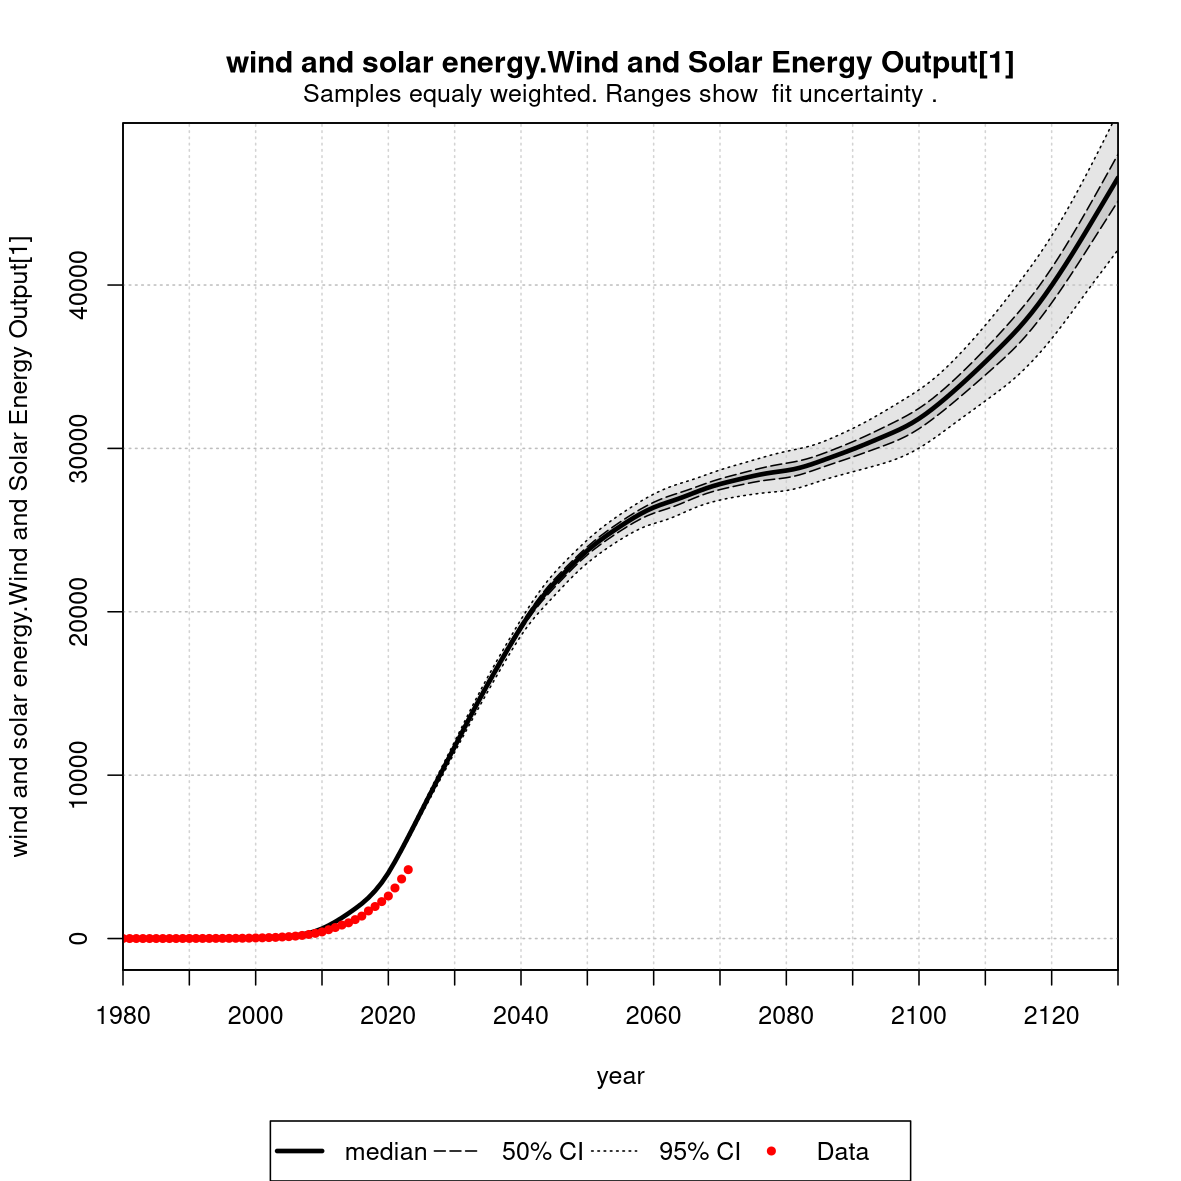 wind and solar energy.Wind and Solar Energy Output[1]
Samples equaly weighted. Ranges show  fit uncertainty .
wind and solar energy.Wind and Solar Energy Output[1]
40000
30000
20000
10000
0
1980 2000 2020 2040 2060 2080 2100 2120
year
median 50% CI 95% CI Data